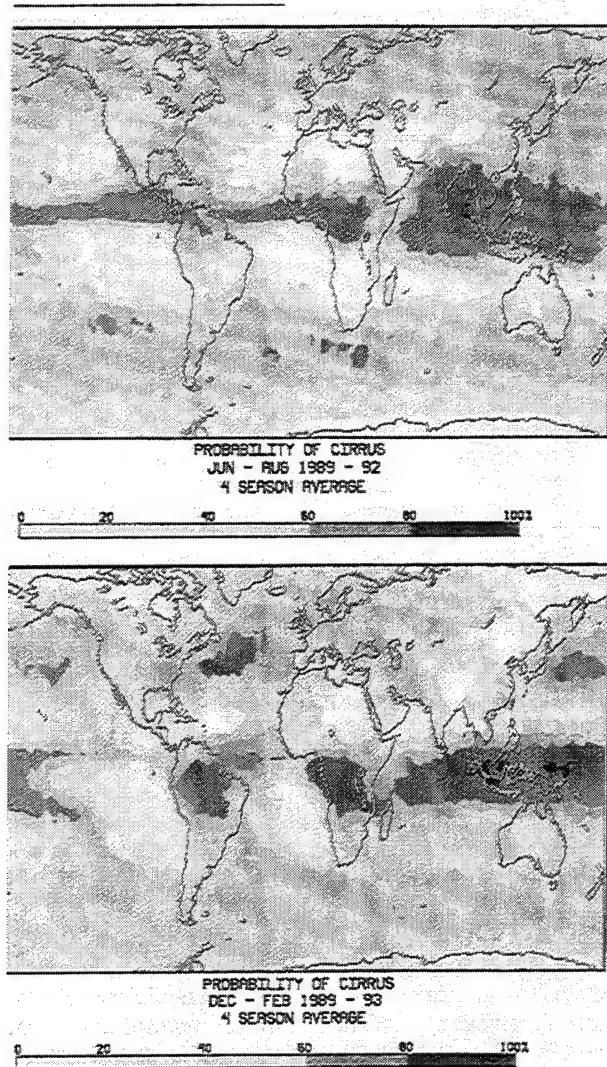 PROBABILITY OF CIRRUS
JUN - AUG 1989 - 92
4 SEASON AVERAGE
0 20 40 60 80 100%
PROBABILITY OF CIRRUS
DEC - FEB 1989 - 93
4 SEASON AVERAGE
0 20 40 60 80 100%